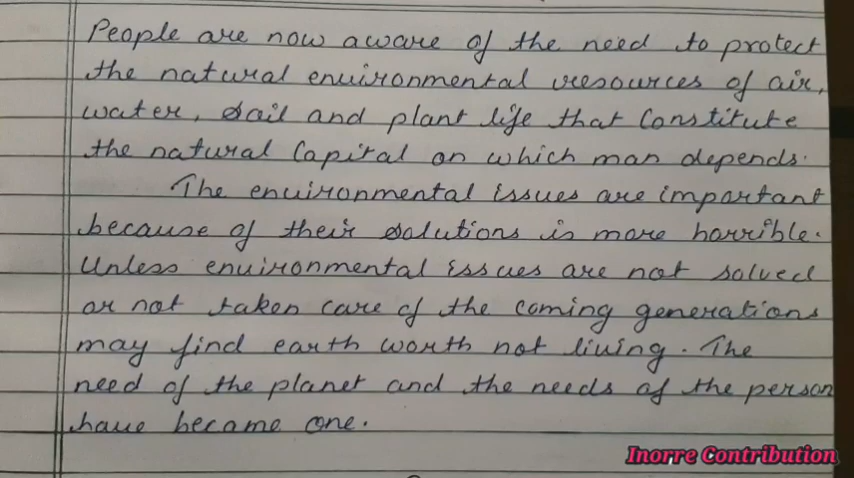 People are now aware of the need to protect
the natural environmental resources of air,
water, soil and plant life that Constitute
the natural Capital on which man depends.
The environmental issues are important
because of their solutions is more horrible.
Unless environmental issues are not solved
or not taken care of the coming generations
may find earth worth not living. The
need of the planet and the needs of the person
have become one.
Inorre Contribution